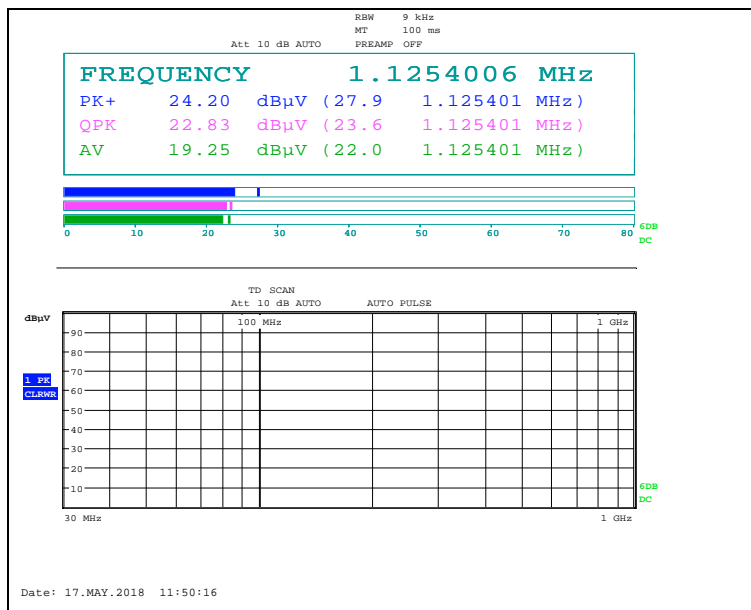 RBW 9 kHz
MT 100 ms
Att 10 dB AUTO PREAMP OFF
FREQUENCY 1.1254006 MHz
PK+ 24.20 dBµV (27.9 1.125401 MHz)
QPK 22.83 dBµV (23.6 1.125401 MHz)
AV 19.25 dBµV (22.0 1.125401 MHz)
0 10 20 30 40 50 60 70 80
6DB
DC
TD SCAN
Att 10 dB AUTO AUTO PULSE
dBµV
100 MHz 1 GHz
90
80
70
1 PK
CLRWR
60
50
40
30
20
10
6DB
DC
30 MHz 1 GHz
Date: 17.MAY.2018 11:50:16